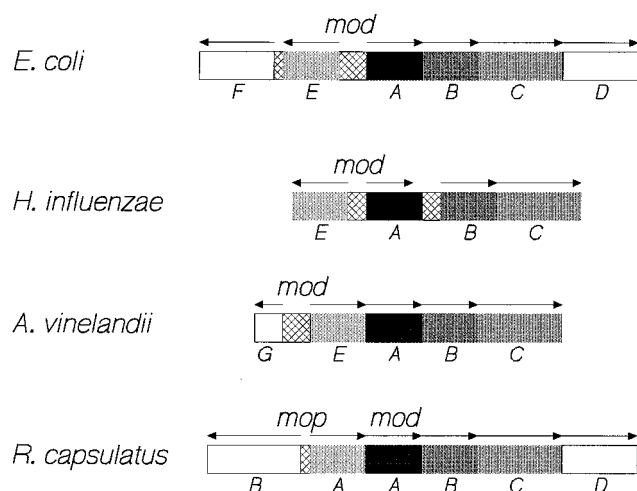 mod
E. coli
F E A B C D
mod
H. influenzae
E A B C
mod
A. vinelandii
G E A B C
mop mod
R. capsulatus
B A A B C D